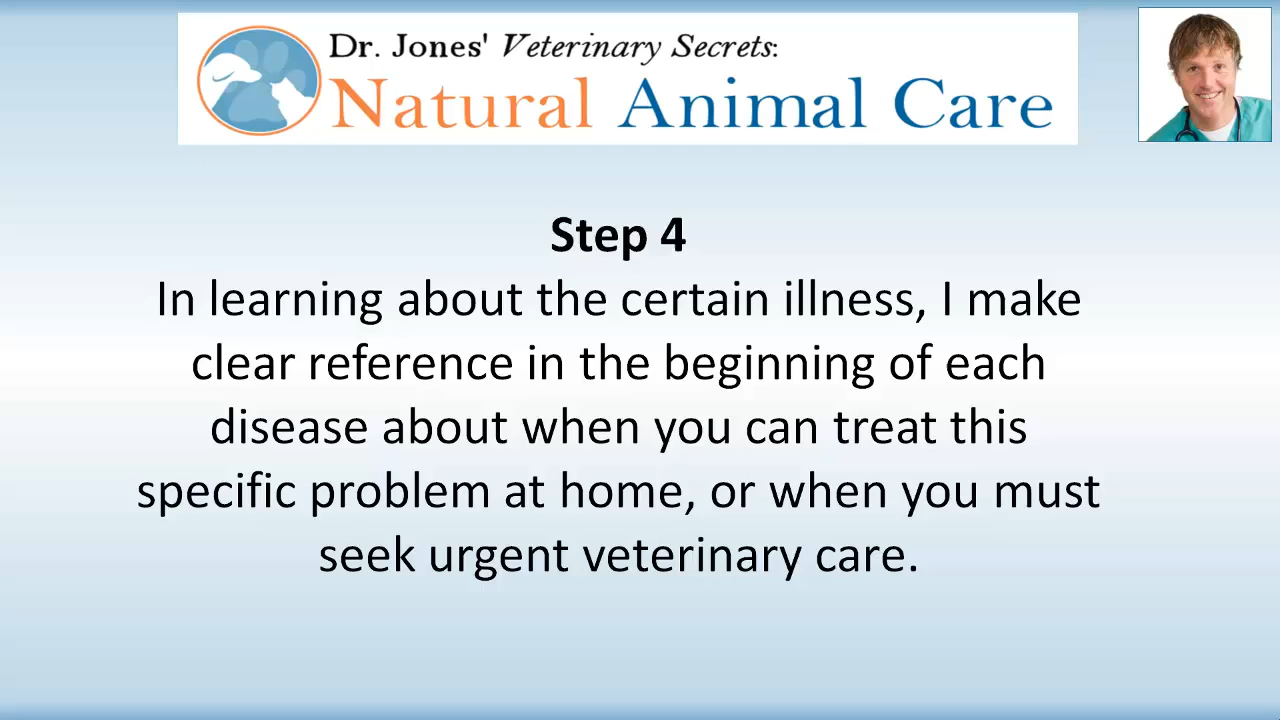 Dr. Jones' Veterinary Secrets:
Natural Animal Care
Step 4
In learning about the certain illness, I make
clear reference in the beginning of each
disease about when you can treat this
specific problem at home, or when you must
seek urgent veterinary care.